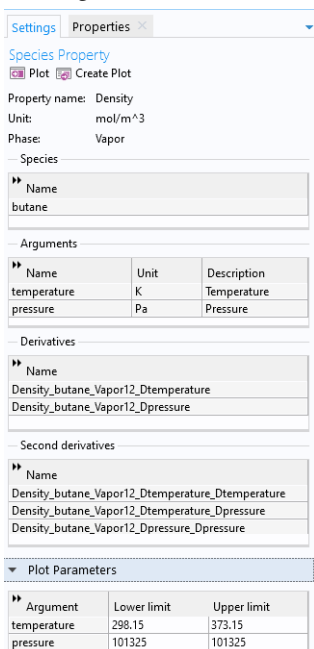 Settings Properties
Species Property
Plot Create Plot
Property name: Density
Unit: mol/m^3
Phase: Vapor
Species
Name
butane
Arguments
Name Unit Description
temperature K Temperature
pressure Pa Pressure
Derivatives
Name
Density_butane_Vapor12_Dtemperature
Density_butane_Vapor12_Dpressure
Second derivatives
Name
Density_butane_Vapor12_Dtemperature_Dtemperature
Density_butane_Vapor12_Dtemperature_Dpressure
Density_butane_Vapor12_Dpressure_Dpressure
Plot Parameters
Argument Lower limit Upper limit
temperature 298.15 373.15
pressure 101325 101325